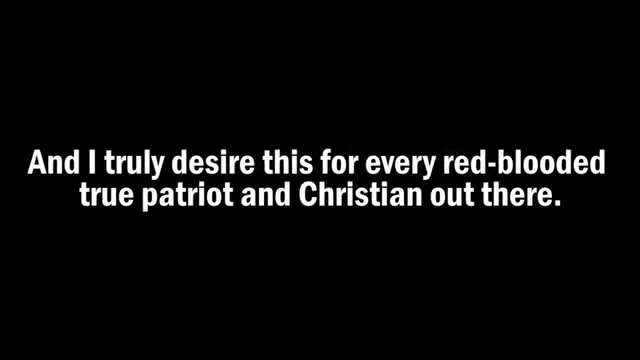 And I truly desire this for every red-blooded
true patriot and Christian out there.